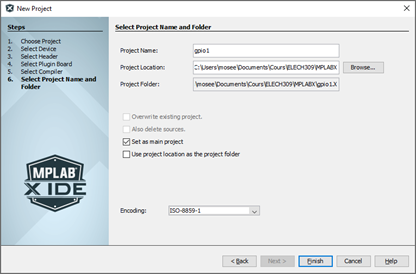 New Project
Steps
1. Choose Project
2. Select Device
3. Select Header
4. Select Plugin Board
5. Select Compiler
6. Select Project Name and
Folder
MPLAB
X IDE
Select Project Name and Folder
Project Name: gpio1
Project Location: C:\Users\mosee\Documents\Cours\ELECH309\MPLABX Browse...
Project Folder: mosee\Documents\Cours\ELECH309\MPLABX\gpio1.X
Overwrite existing project.
Also delete sources.
Set as main project
Use project location as the project folder
Encoding: ISO-8859-1
< Back Next > Finish Cancel Help